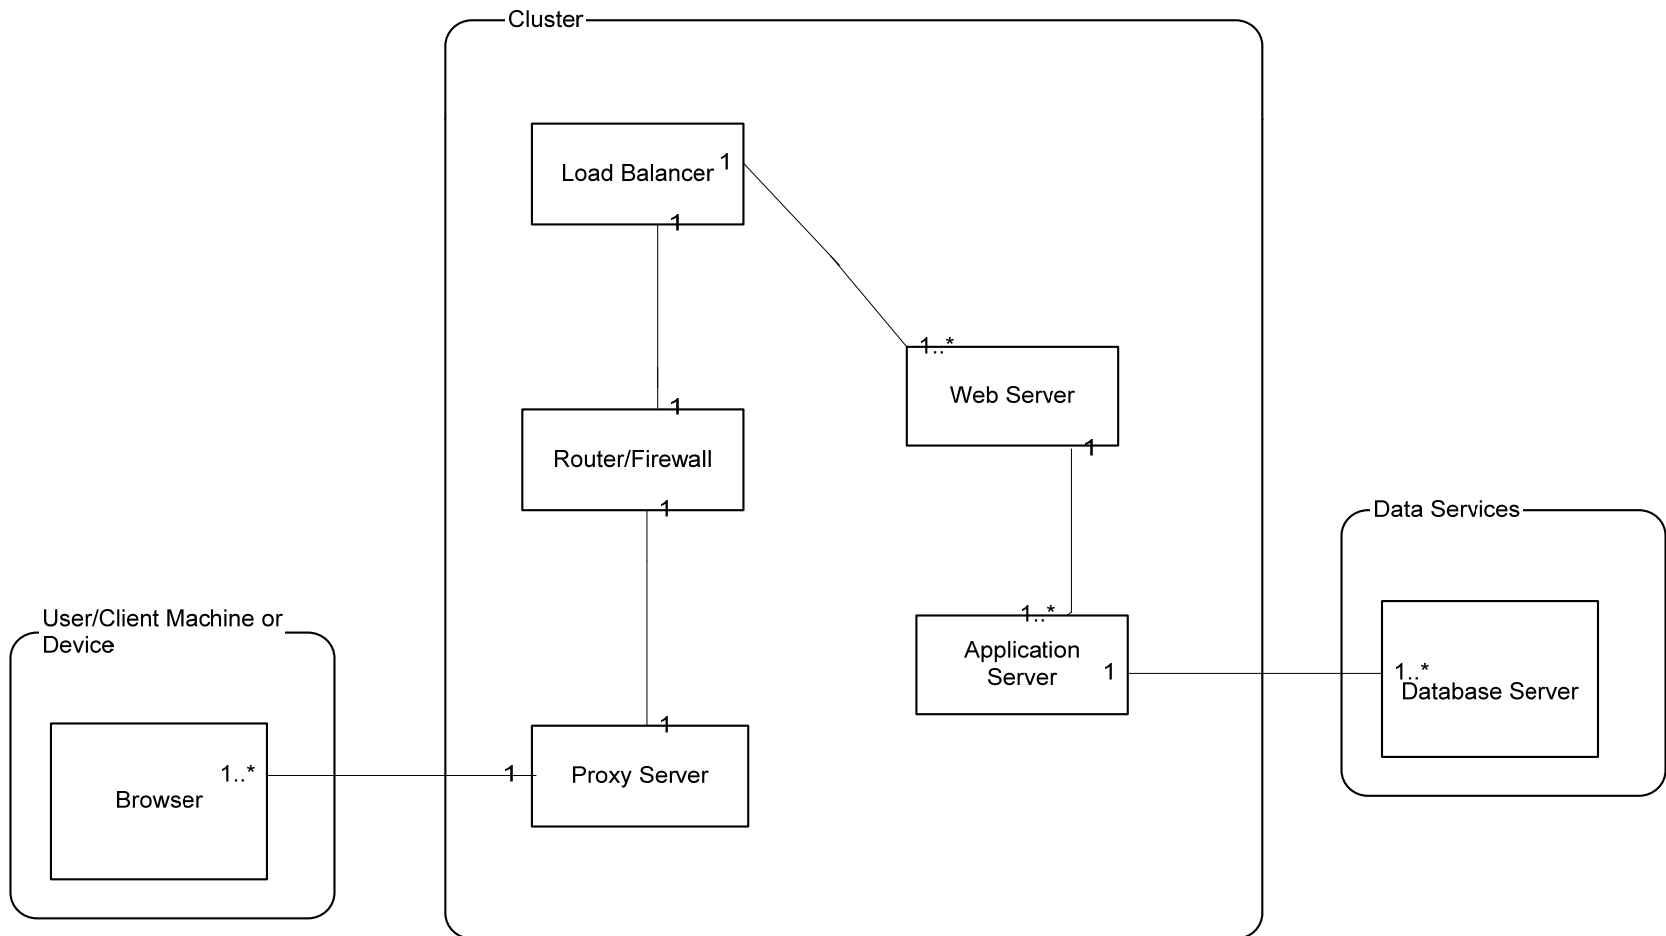 Cluster
Load Balancer
1
1
1..*
Web Server
1
1
Router/Firewall
1
1..*
Application
Server
1
Data Services
1..*
Database Server
User/Client Machine or
Device
1..*
Browser
1
1
Proxy Server